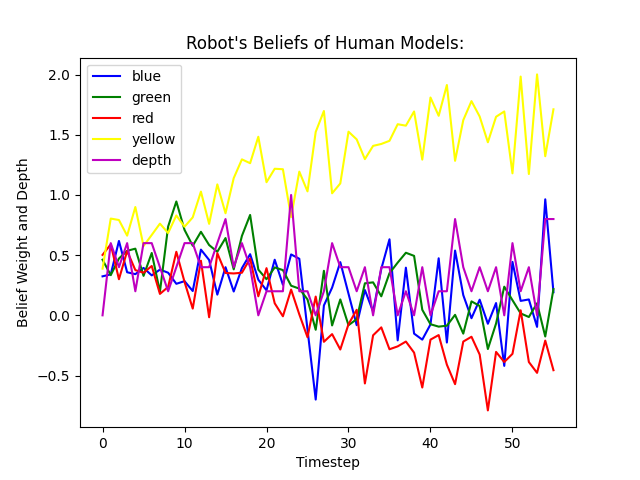 Robot's Beliefs of Human Models:
blue
green
red
yellow
depth
Belief Weight and Depth
2.0
1.5
1.0
0.5
0.0
−0.5
0 10 20 30 40 50
Timestep